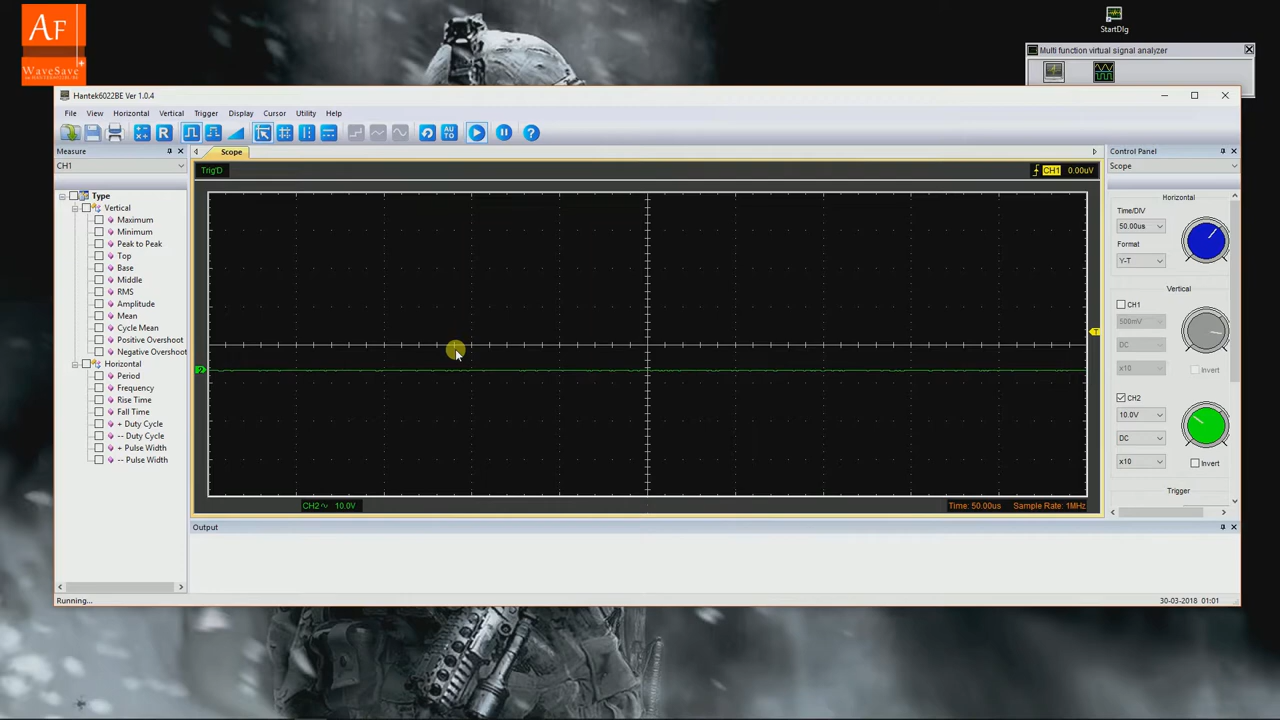 AF
WaveSave
StartDlg
Multi function virtual signal analyzer
Hantek6022BE Ver 1.0.4
File View Horizontal Vertical Trigger Display Cursor Utility Help
R AUTO ?
Measure
Scope
Control Panel
CH1
Trig'D
CH1 0.00uV
Scope
Type
Vertical
Maximum
Minimum
Peak to Peak
Top
Base
Middle
RMS
Amplitude
Mean
Cycle Mean
Positive Overshoot
Negative Overshoot
Horizontal
Period
Frequency
Rise Time
Fall Time
+ Duty Cycle
-- Duty Cycle
+ Pulse Width
-- Pulse Width
2
T
CH2 10.0V
Time: 50.00us Sample Rate: 1MHz
Horizontal
Time/DIV
50.00us
Format
Y-T
Vertical
CH1
500mV
DC
x10
Invert
CH2
10.0V
DC
x10
Invert
Trigger
Output
Running...
30-03-2018 01:01